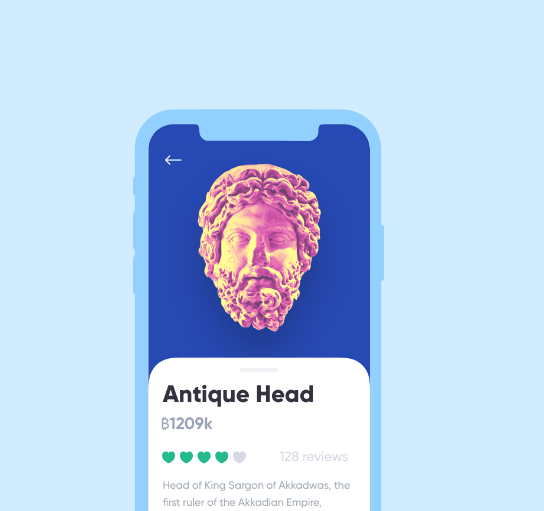 Antique Head
฿1209k
128 reviews
Head of King Sargon of Akkadwas, the
first ruler of the Akkadian Empire,